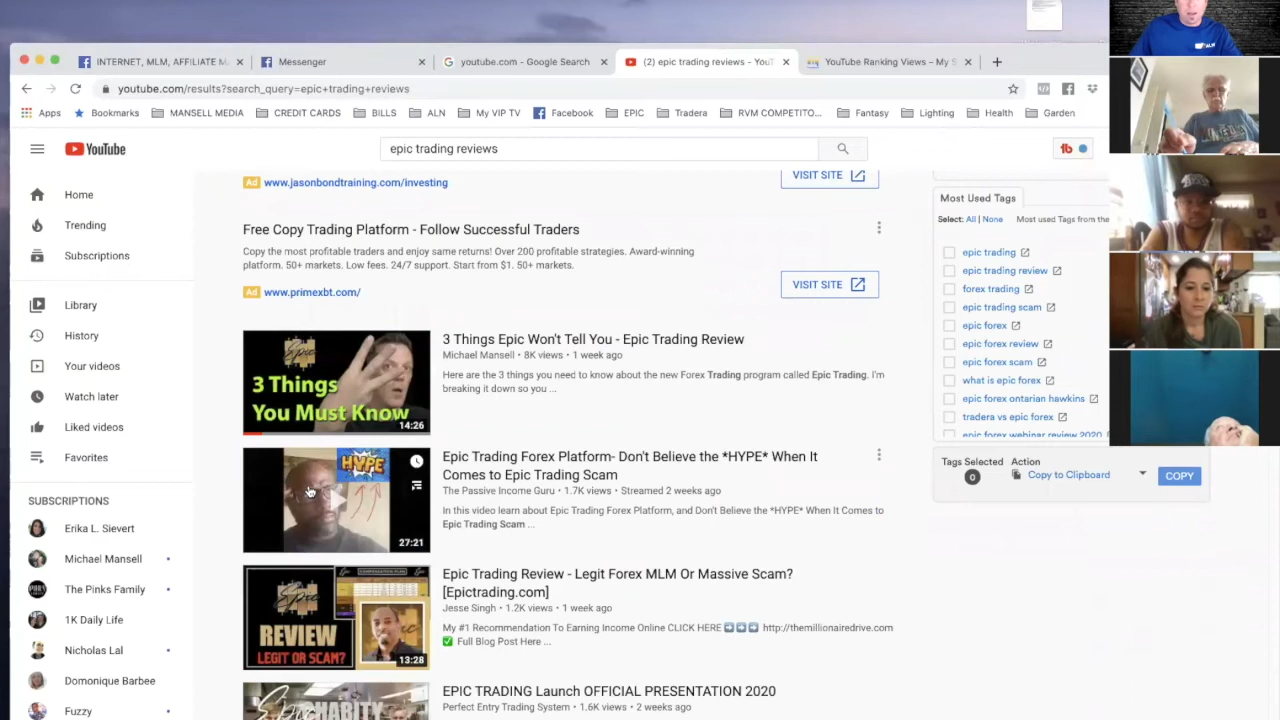 INTERNET, MLM, AFFILIATE M
Messenger
youtube.com - Google Search
(2) epic trading reviews - YouT
YouTube Ranking Views – My S
youtube.com/results?search_query=epic+trading+reviews
Apps
Bookmarks
MANSELL MEDIA
CREDIT CARDS
BILLS
ALN
My VIP TV
Facebook
EPIC
Tradera
RVM COMPETITO...
Fantasy
Lighting
Health
Garden
YouTube
epic trading reviews
Home
Trending
Subscriptions
Library
History
Your videos
Watch later
Liked videos
Favorites
SUBSCRIPTIONS
Erika L. Sievert
Michael Mansell
The Pinks Family
1K Daily Life
Nicholas Lal
Domonique Barbee
Fuzzy
Ad www.jasonbondtraining.com/investing
VISIT SITE
Free Copy Trading Platform - Follow Successful Traders
Copy the most profitable traders and enjoy same returns! Over 200 profitable strategies. Award-winning
platform. 50+ markets. Low fees. 24/7 support. Start from $1. 50+ markets.
Ad www.primexbt.com/
VISIT SITE
Epic
3 Things
You Must Know
14:26
3 Things Epic Won't Tell You - Epic Trading Review
Michael Mansell • 8K views • 1 week ago
Here are the 3 things you need to know about the new Forex Trading program called Epic Trading. I'm
breaking it down so you ...
HYPE
27:21
Epic Trading Forex Platform- Don't Believe the *HYPE* When It
Comes to Epic Trading Scam
The Passive Income Guru • 1.7K views • Streamed 2 weeks ago
In this video learn about Epic Trading Forex Platform, and Don't Believe the *HYPE* When It Comes to
Epic Trading Scam ...
Epic
REVIEW
LEGIT OR SCAM?
13:28
Epic Trading Review - Legit Forex MLM Or Massive Scam?
[Epictrading.com]
Jesse Singh • 1.2K views • 1 week ago
My #1 Recommendation To Earning Income Online CLICK HERE ➡️➡️➡️ http://themillionairedrive.com
✅ Full Blog Post Here ...
EPIC TRADING Launch OFFICIAL PRESENTATION 2020
Perfect Entry Trading System • 1.6K views • 2 weeks ago
Most Used Tags
Select: All | None Most used Tags from the
epic trading
epic trading review
forex trading
epic trading scam
epic forex
epic forex review
epic forex scam
what is epic forex
epic forex ontarian hawkins
tradera vs epic forex
epic forex webinar review 2020
Tags Selected
0
Action
Copy to Clipboard
COPY